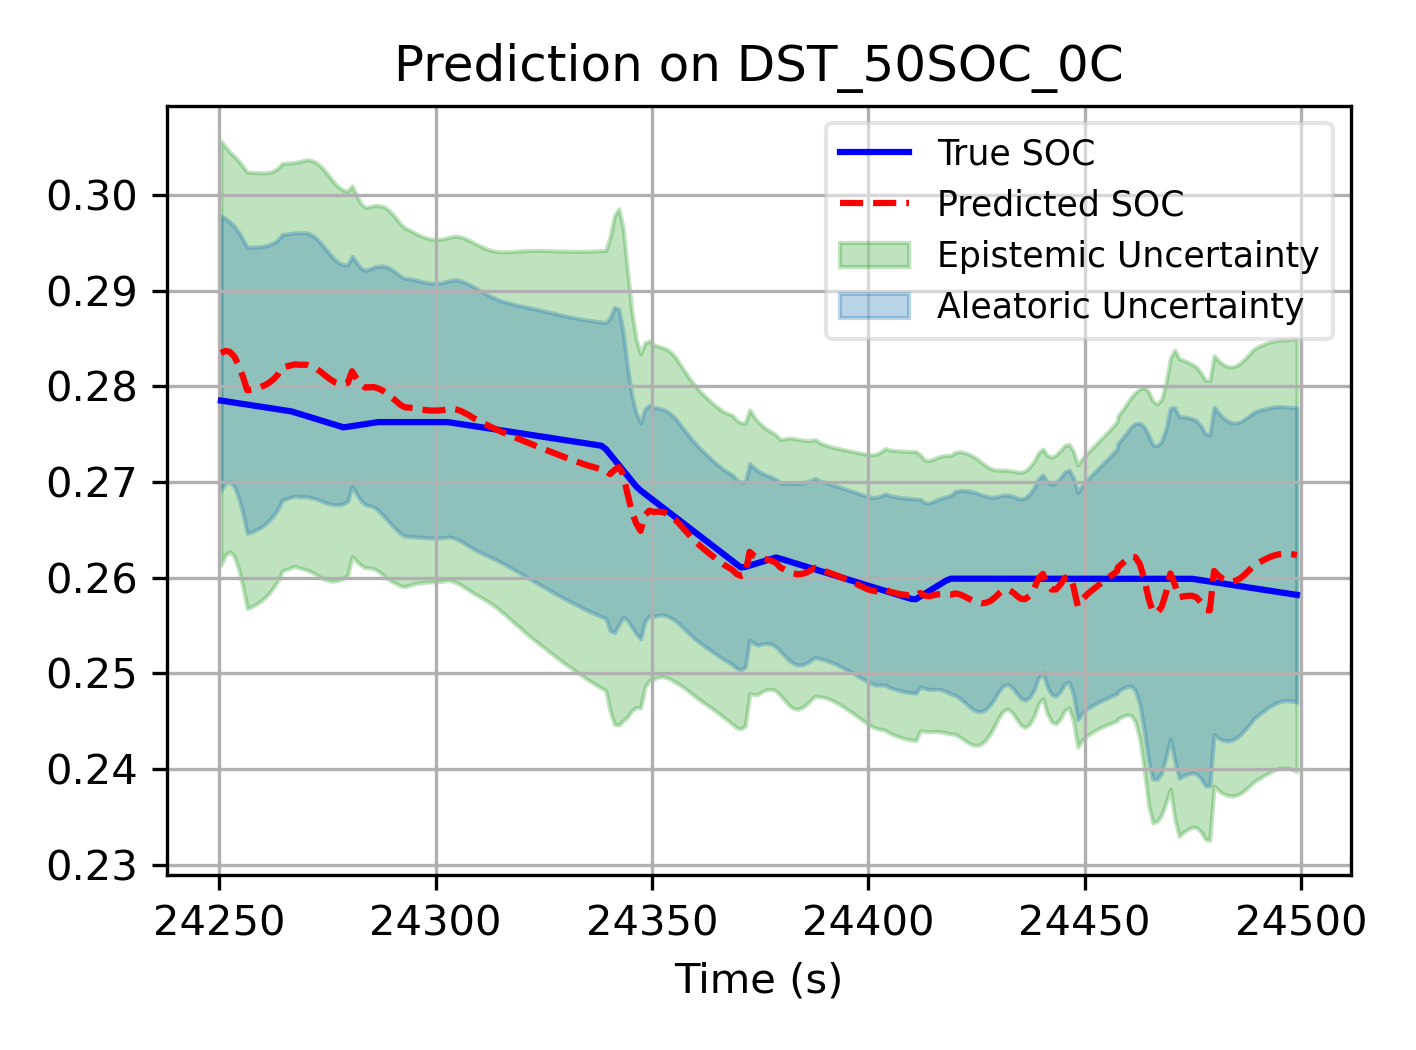 Prediction on DST_50SOC_0C
True SOC
Predicted SOC
Epistemic Uncertainty
Aleatoric Uncertainty
0.30
0.29
0.28
0.27
0.26
0.25
0.24
0.23
24250 24300 24350 24400 24450 24500
Time (s)